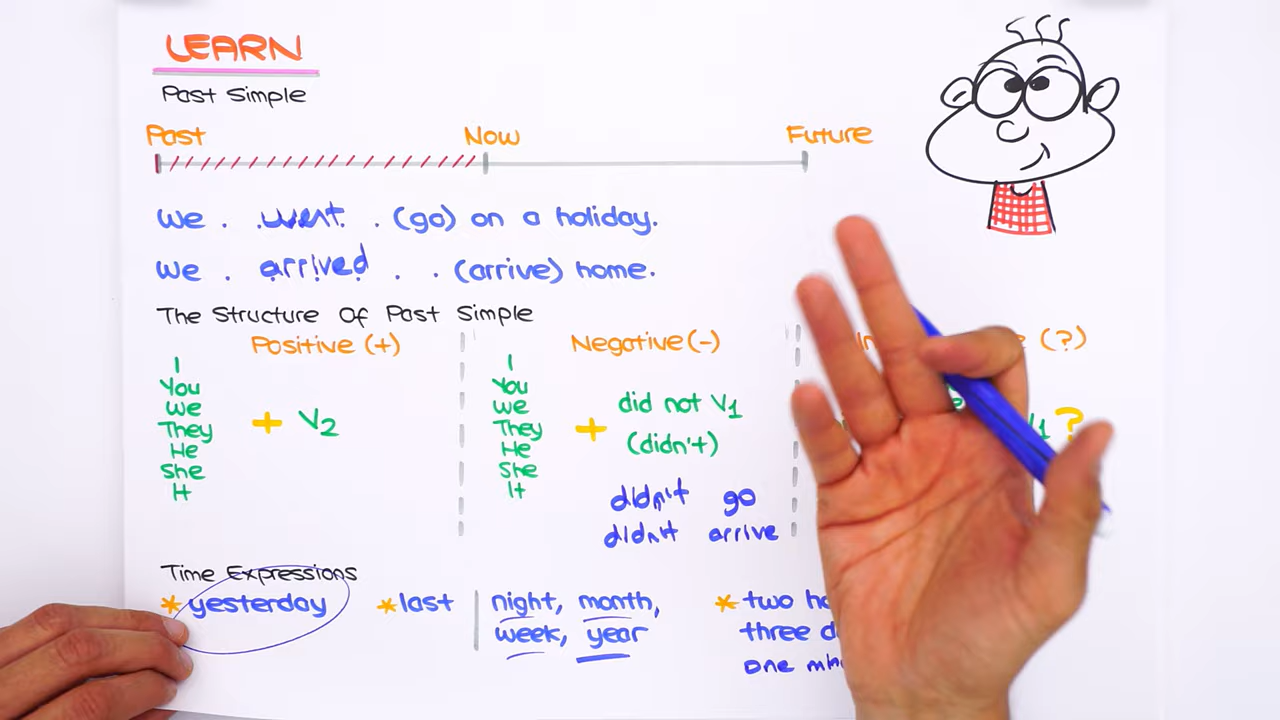 LEARN
Past Simple
Past Now Future
We . went . (go) on a holiday.
We . arrived . . (arrive) home.
The Structure Of Past Simple
Positive (+) Negative (-) (?)
I
You
We
They
He
She
It
+ V2
I
You
We
They
He
She
It
+ did not V1
(didn't)
didn't go
didn't arrive
?
Time Expressions
* yesterday * last night, month,
week, year
* two
three
one